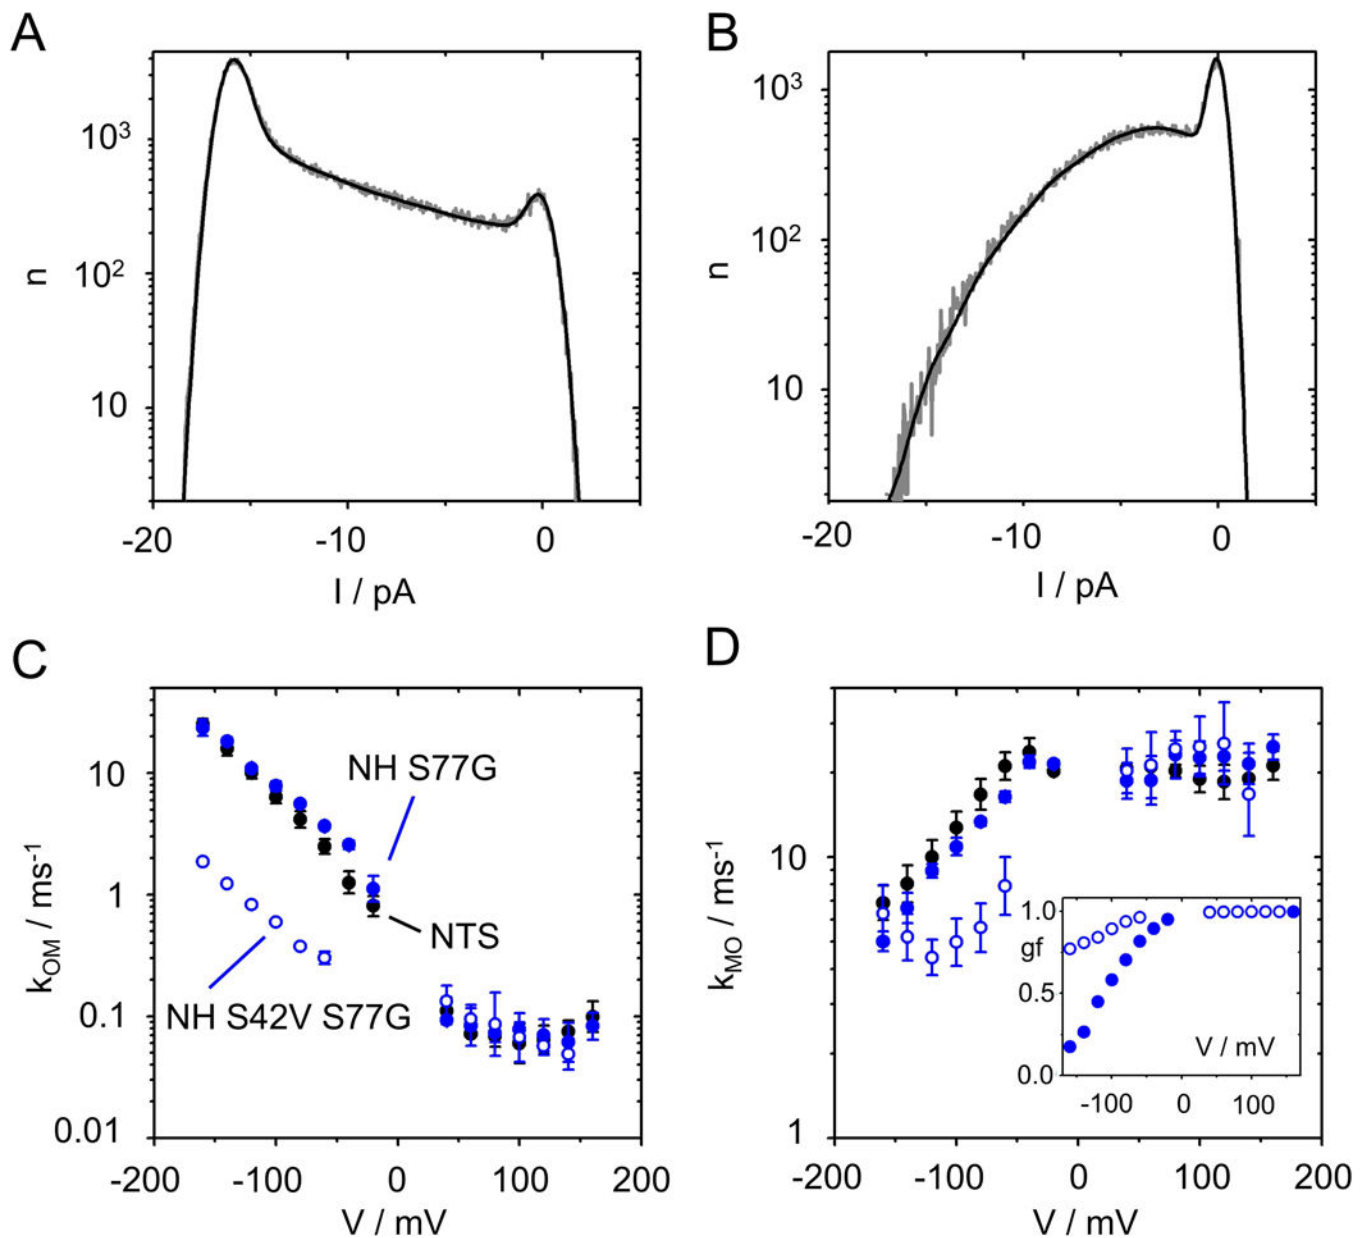 A
B
10³
10²
10
n
-20
-10
0
I / pA
10³
10²
10
n
-20
-10
0
I / pA
C
D
10
1
0.1
0.01
k_OM / ms⁻¹
NH S77G
NTS
NH S42V S77G
-200
-100
0
100
200
V / mV
10
1
k_MO / ms⁻¹
1.0
gf
0.5
0.0
V / mV
-100
0
100
-200
-100
0
100
200
V / mV